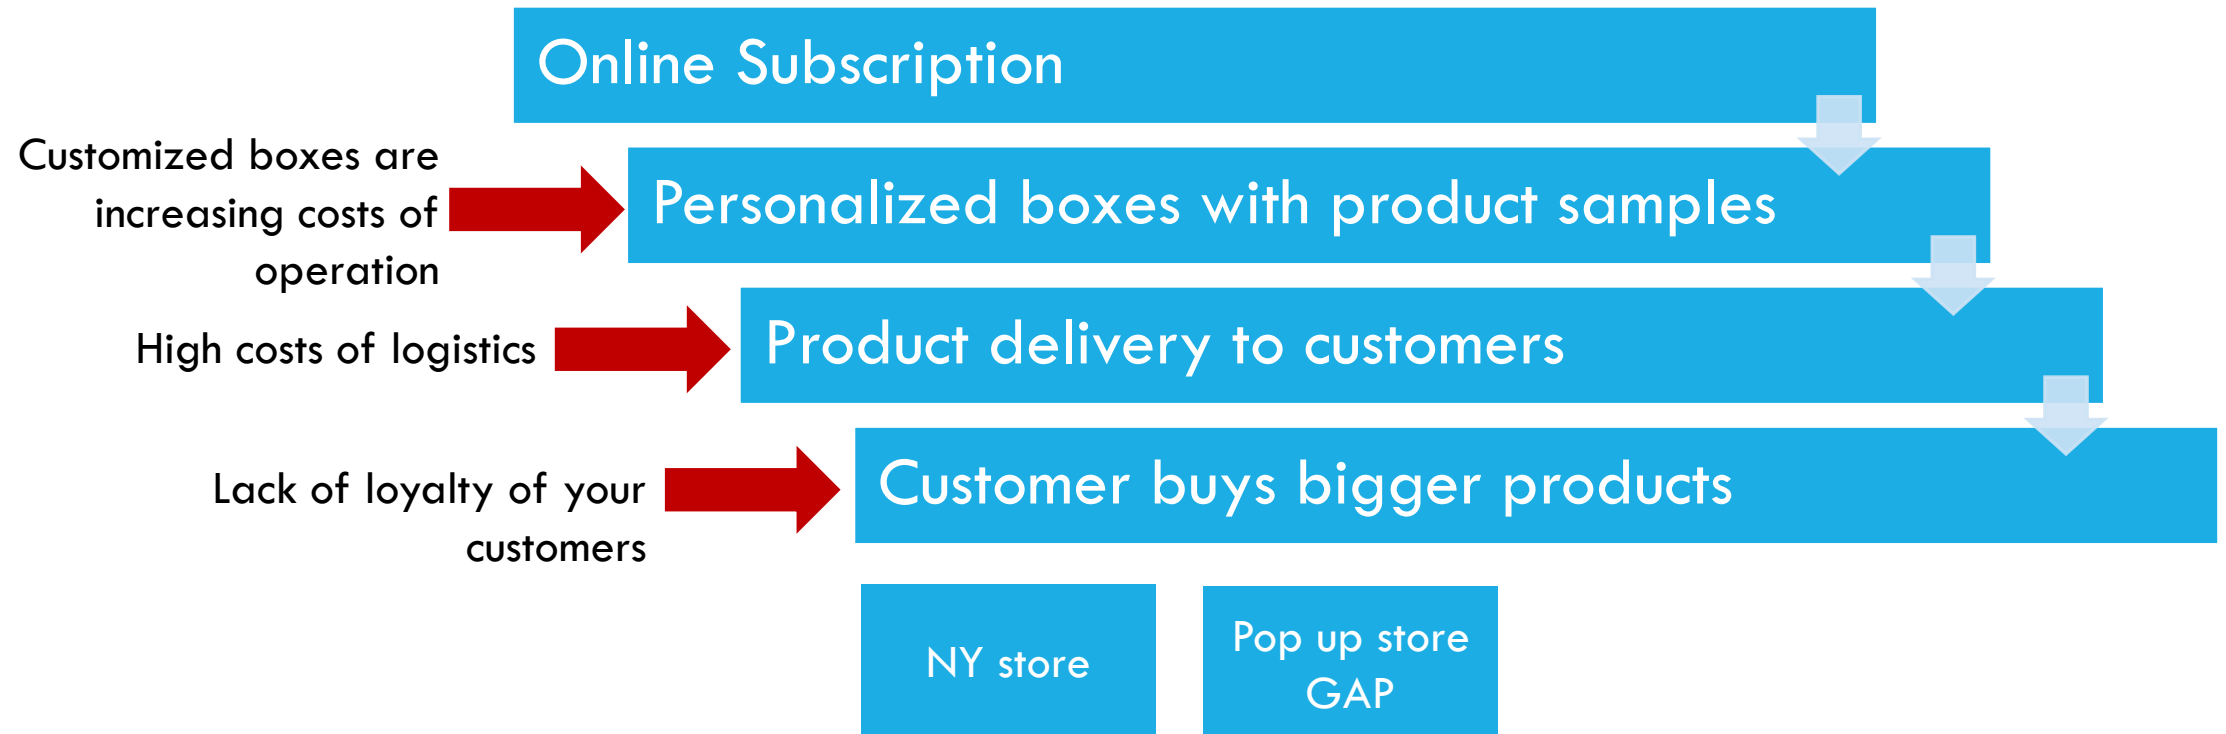 Online Subscription
Customized boxes are
increasing costs of
operation
Personalized boxes with product samples
High costs of logistics
Product delivery to customers
Lack of loyalty of your
customers
Customer buys bigger products
NY store
Pop up store
GAP